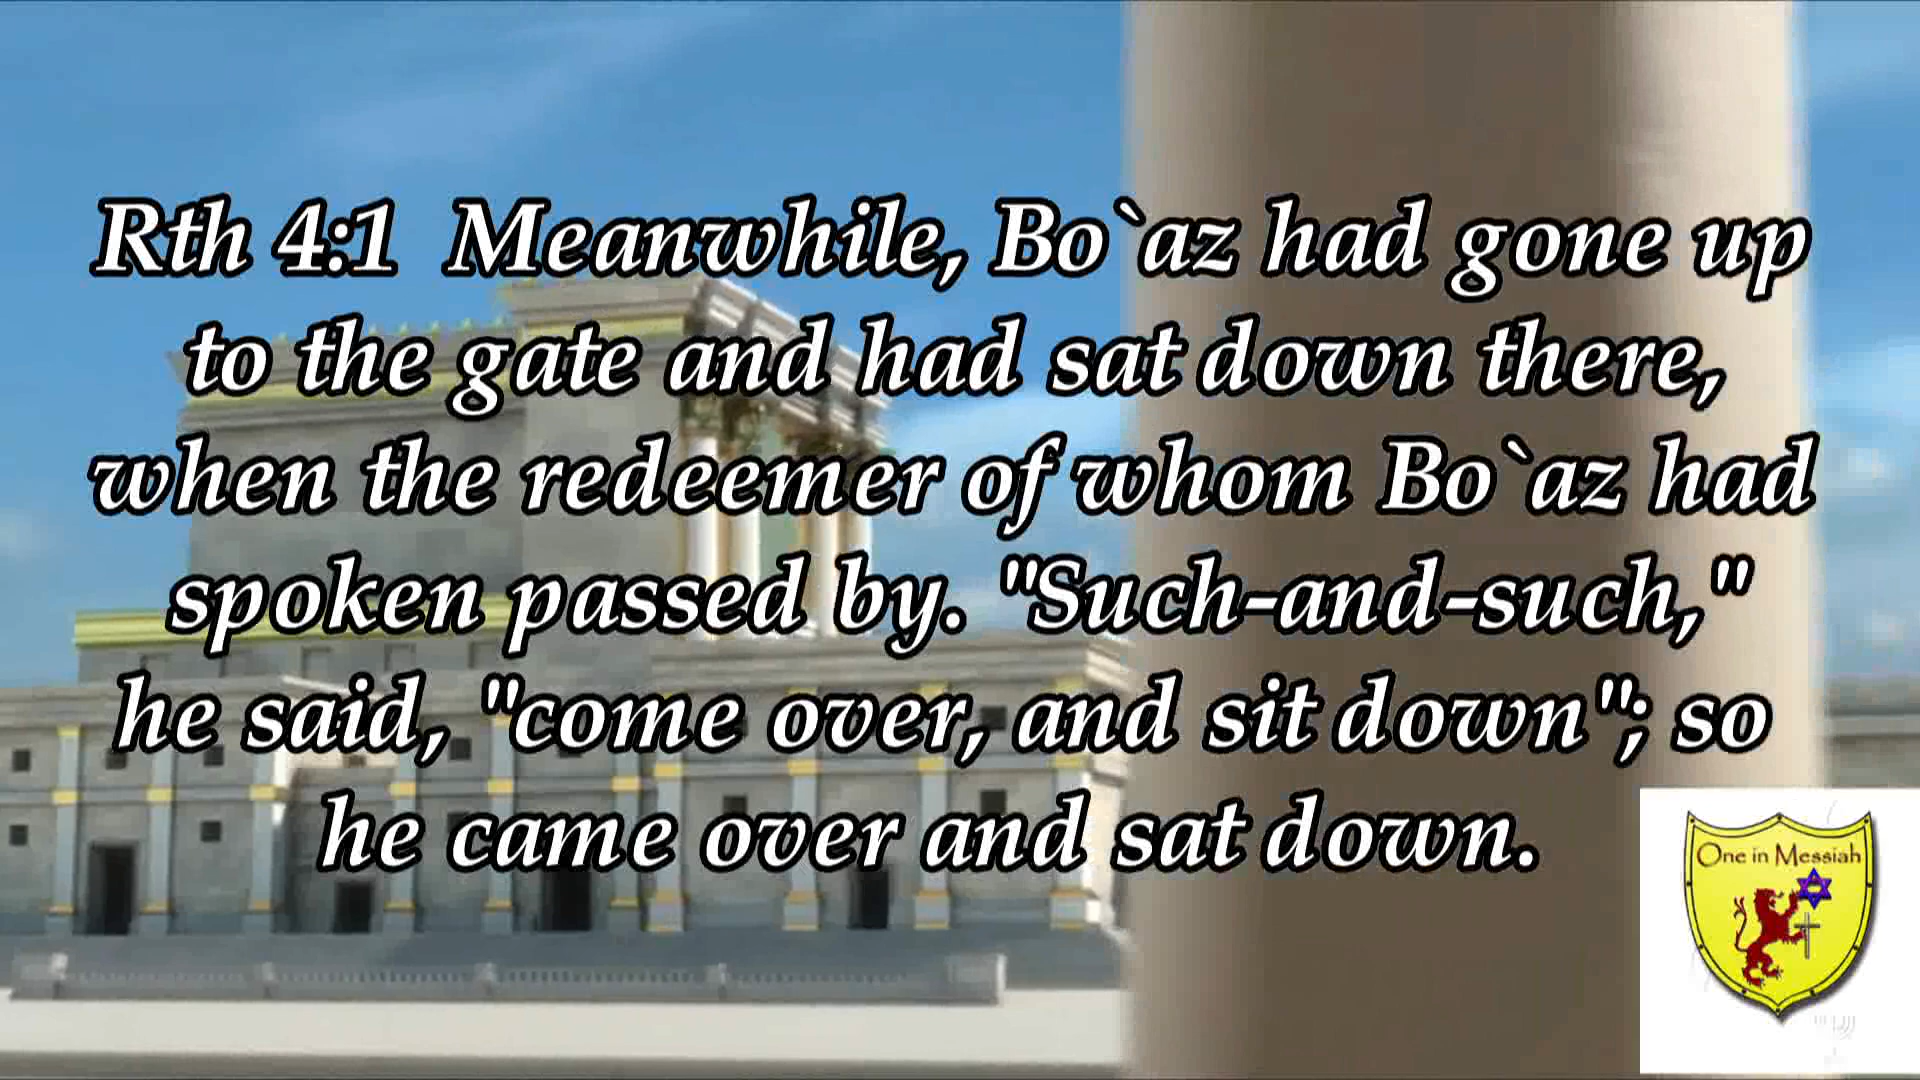 Rth 4:1  Meanwhile, Bo`az had gone up
to the gate and had sat down there,
when the redeemer of whom Bo`az had
spoken passed by. "Such-and-such,"
he said, "come over, and sit down"; so
he came over and sat down.
One in Messiah